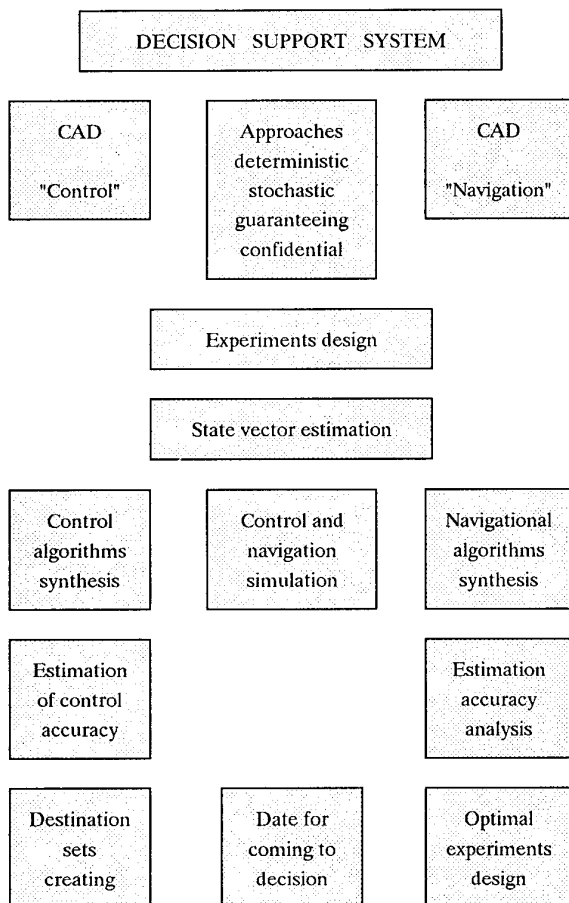 DECISION SUPPORT SYSTEM
CAD
"Control"
Approaches
deterministic
stochastic
guaranteeing
confidential
CAD
"Navigation"
Experiments design
State vector estimation
Control
algorithms
synthesis
Control and
navigation
simulation
Navigational
algorithms
synthesis
Estimation
of control
accuracy
Estimation
accuracy
analysis
Destination
sets
creating
Date for
coming to
decision
Optimal
experiments
design